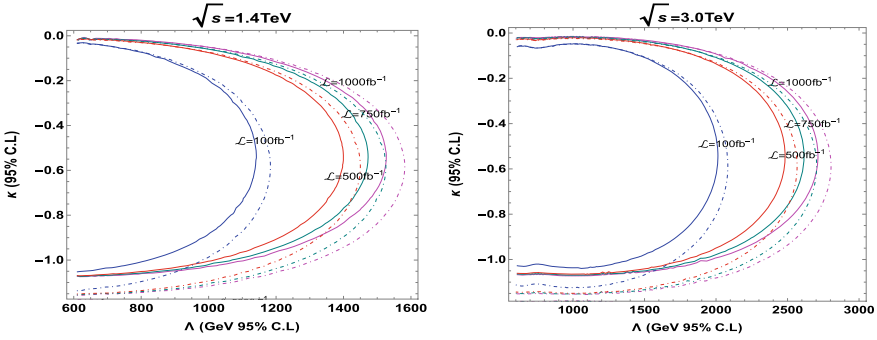 √s=1.4TeV
0.0
−0.2
−0.4
−0.6
−0.8
−1.0
κ (95% C.L)
ℒ=1000fb⁻¹
ℒ=750fb⁻¹
ℒ=100fb⁻¹
ℒ=500fb⁻¹
600 800 1000 1200 1400 1600
Λ (GeV 95% C.L)
√s=3.0TeV
0.0
−0.2
−0.4
−0.6
−0.8
−1.0
κ (95% C.L)
ℒ=1000fb⁻¹
ℒ=750fb⁻¹
ℒ=100fb⁻¹
ℒ=500fb⁻¹
1000 1500 2000 2500 3000
Λ (GeV 95% C.L)